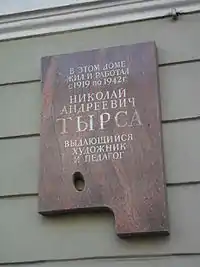 В ЭТОМ ДОМЕ
ЖИЛ И РАБОТАЛ
с 1919 по 1942 г.
НИКОЛАЙ
АНДРЕЕВИЧ
ТЫРСА
ВЫДАЮЩИЙСЯ
ХУДОЖНИК
И ПЕДАГОГ